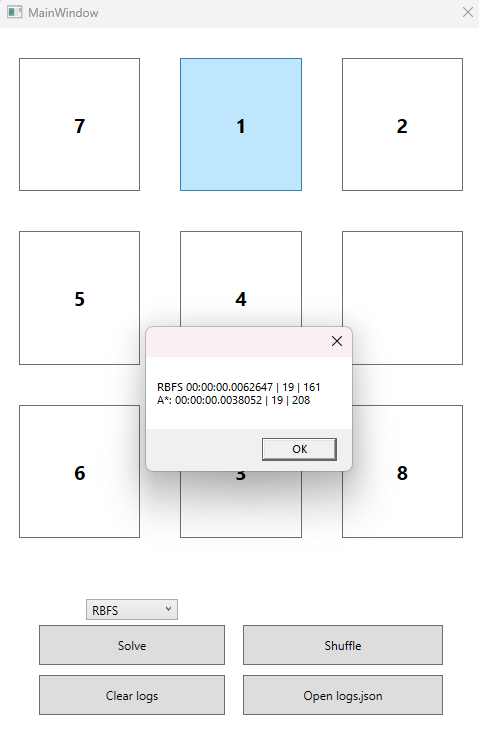 MainWindow
7
1
2
5
4
RBFS 00:00:00.0062647 | 19 | 161
A*: 00:00:00.0038052 | 19 | 208
OK
6
3
8
RBFS
Solve
Shuffle
Clear logs
Open logs.json